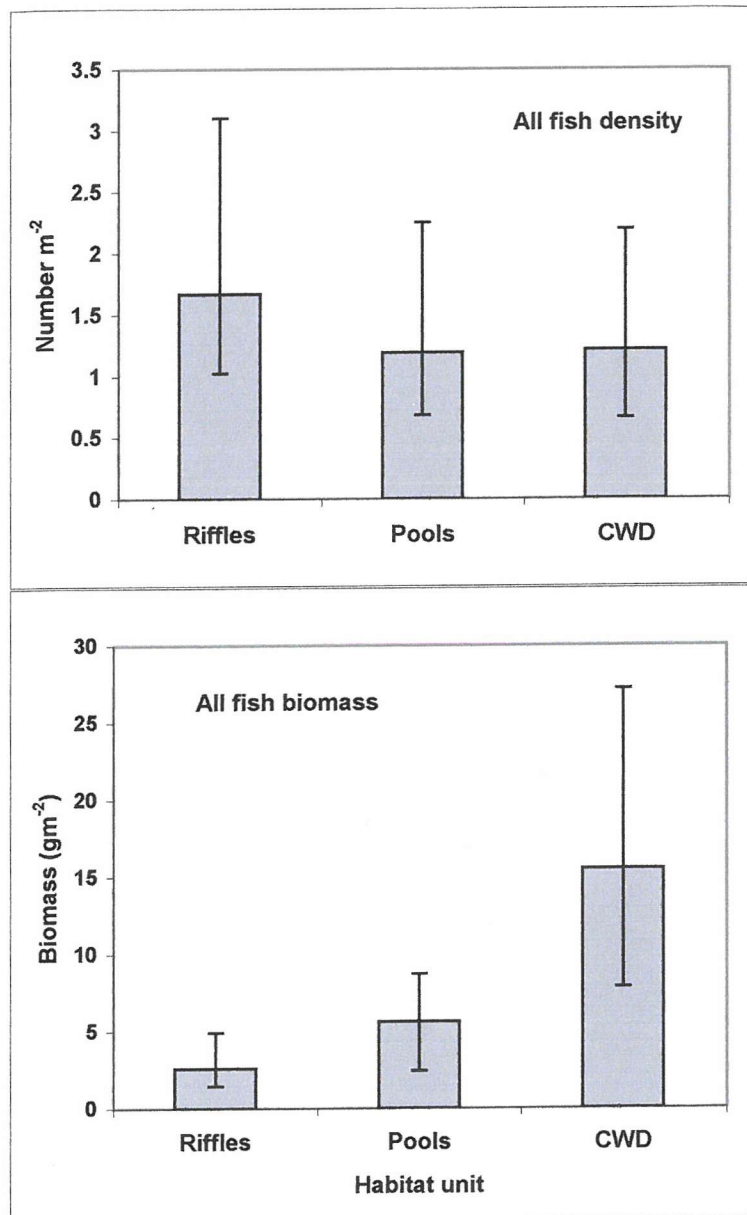 All fish density
Number m-2
3.5
3
2.5
2
1.5
1
0.5
0
Riffles Pools CWD
All fish biomass
Biomass (gm-2)
30
25
20
15
10
5
0
Riffles Pools CWD
Habitat unit